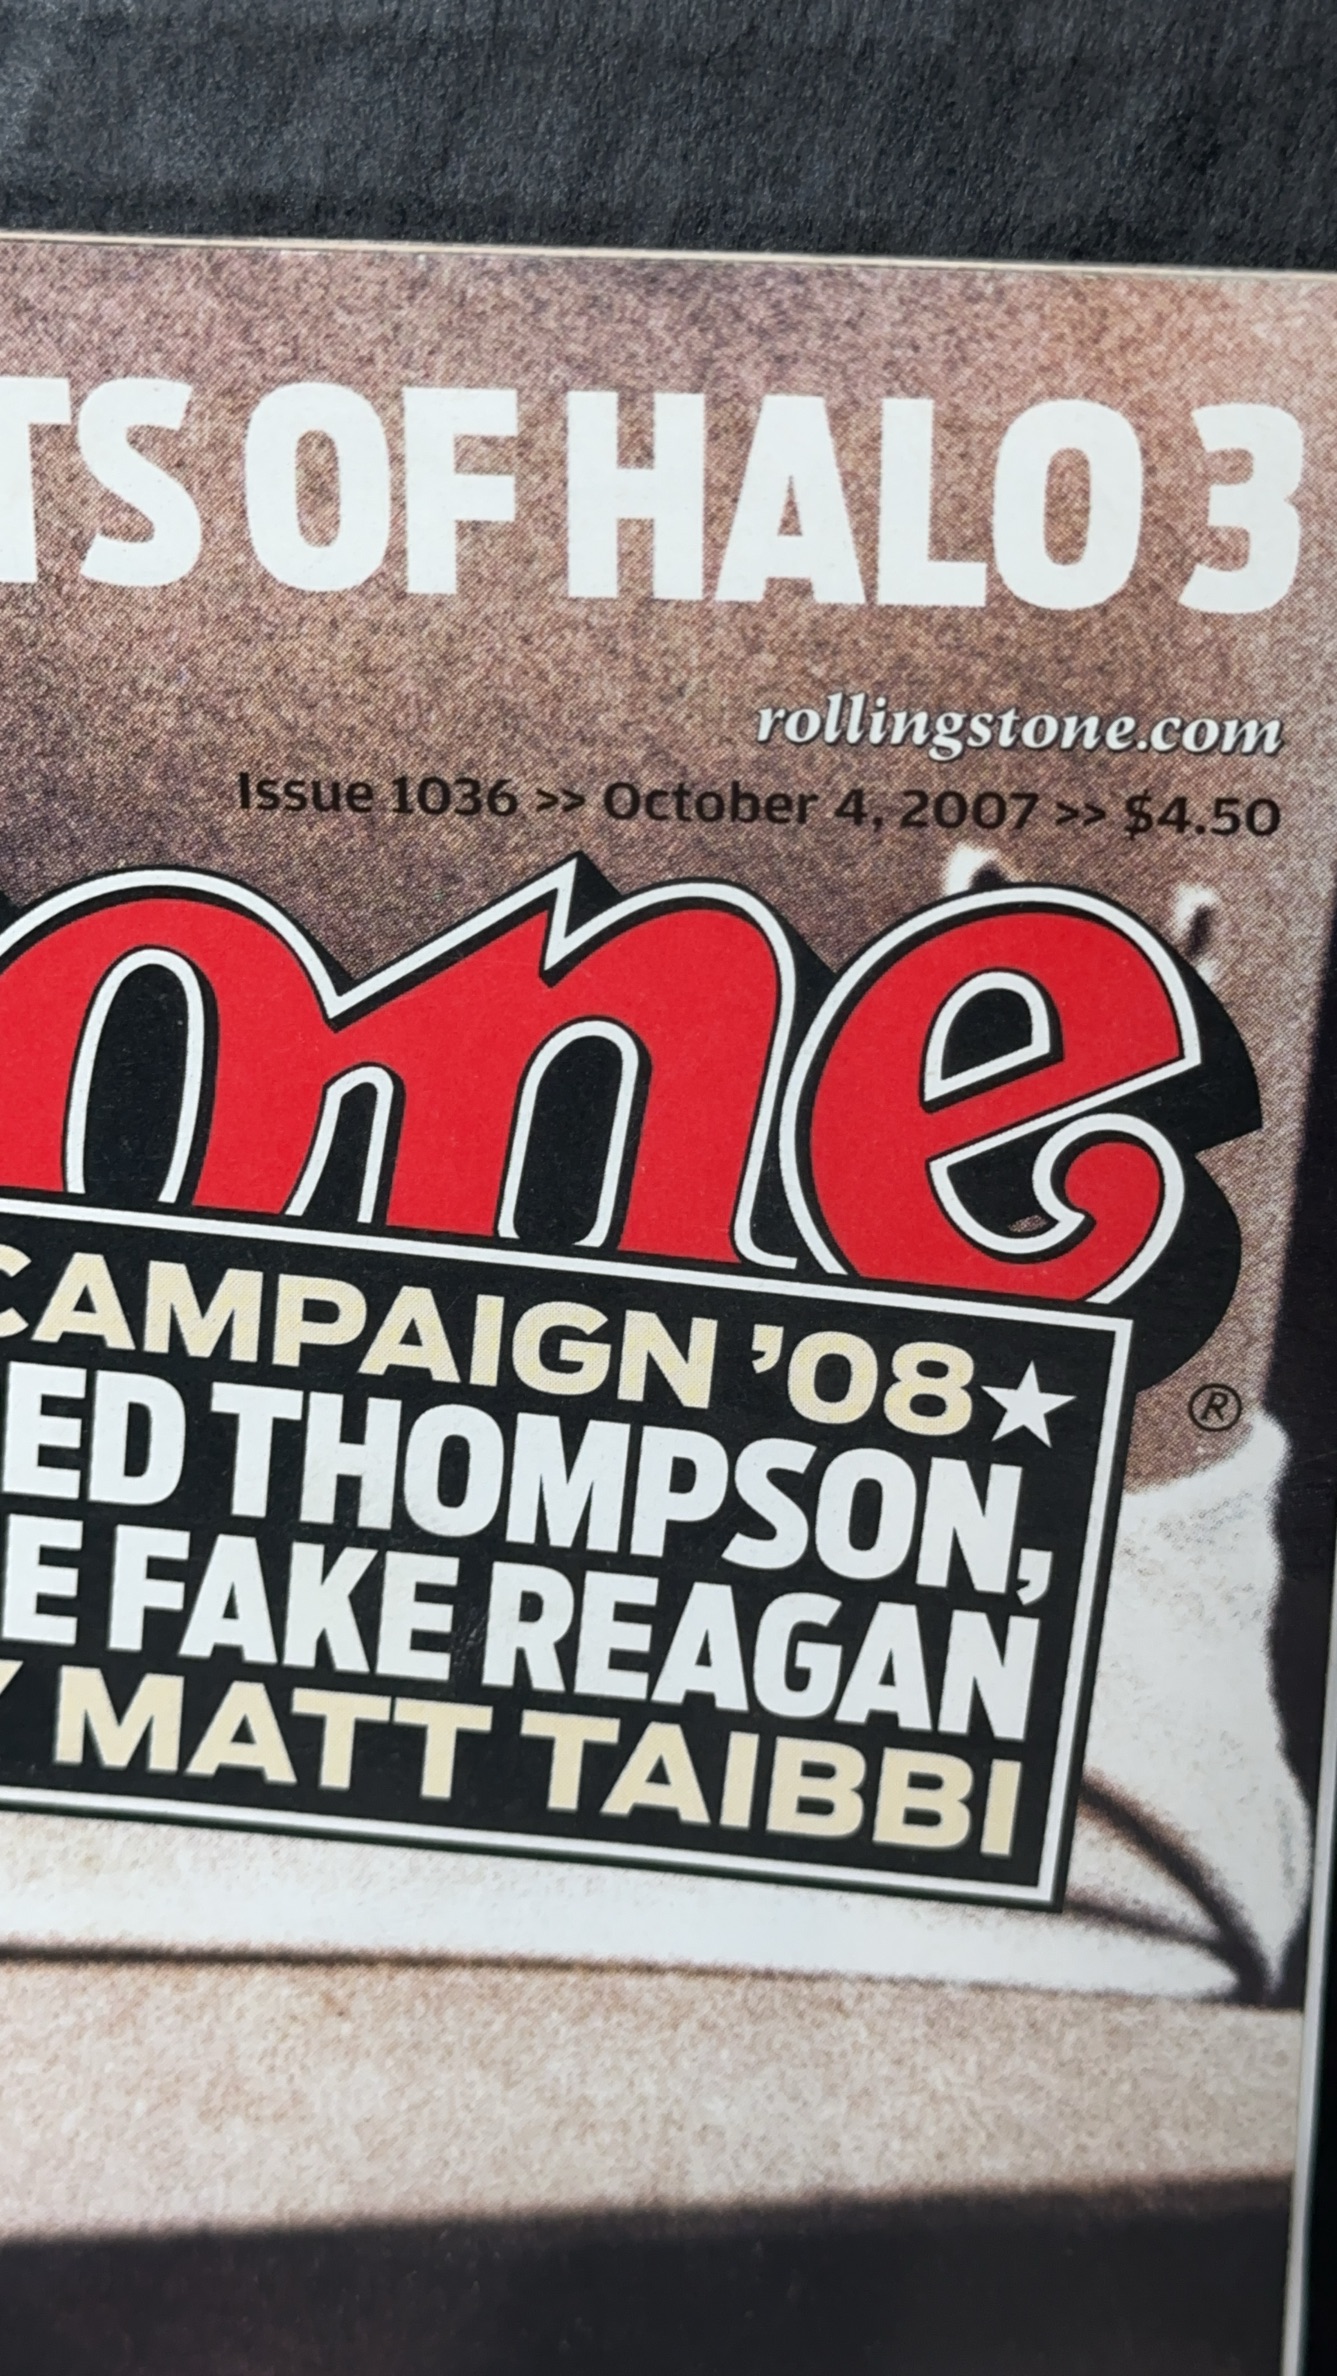 TS OF HALO 3
rollingstone.com
Issue 1036 >> October 4, 2007 >> $4.50
one
CAMPAIGN ’08★
®
ED THOMPSON,
E FAKE REAGAN
Y MATT TAIBBI